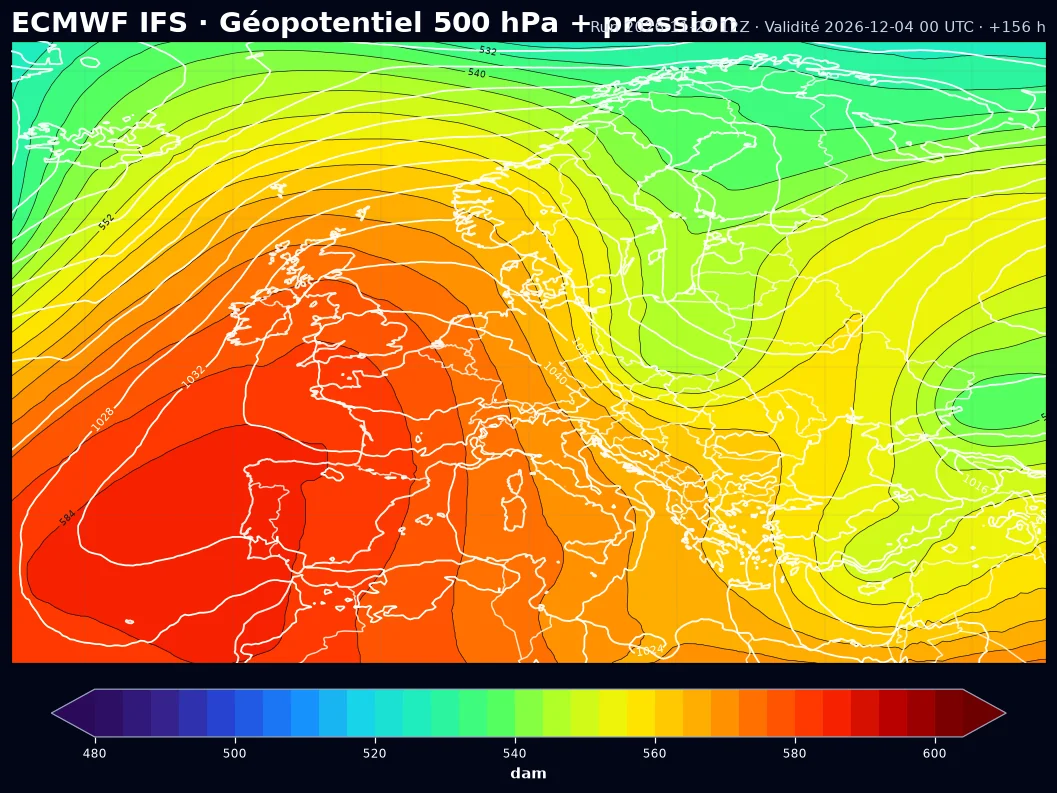 ECMWF IFS · Géopotentiel 500 hPa + Pression
Validité 2026-12-04 00 UTC · +156 h
532
540
552
1040
1032
1028
584
1016
1024
480 500 520 540 560 580 600
dam